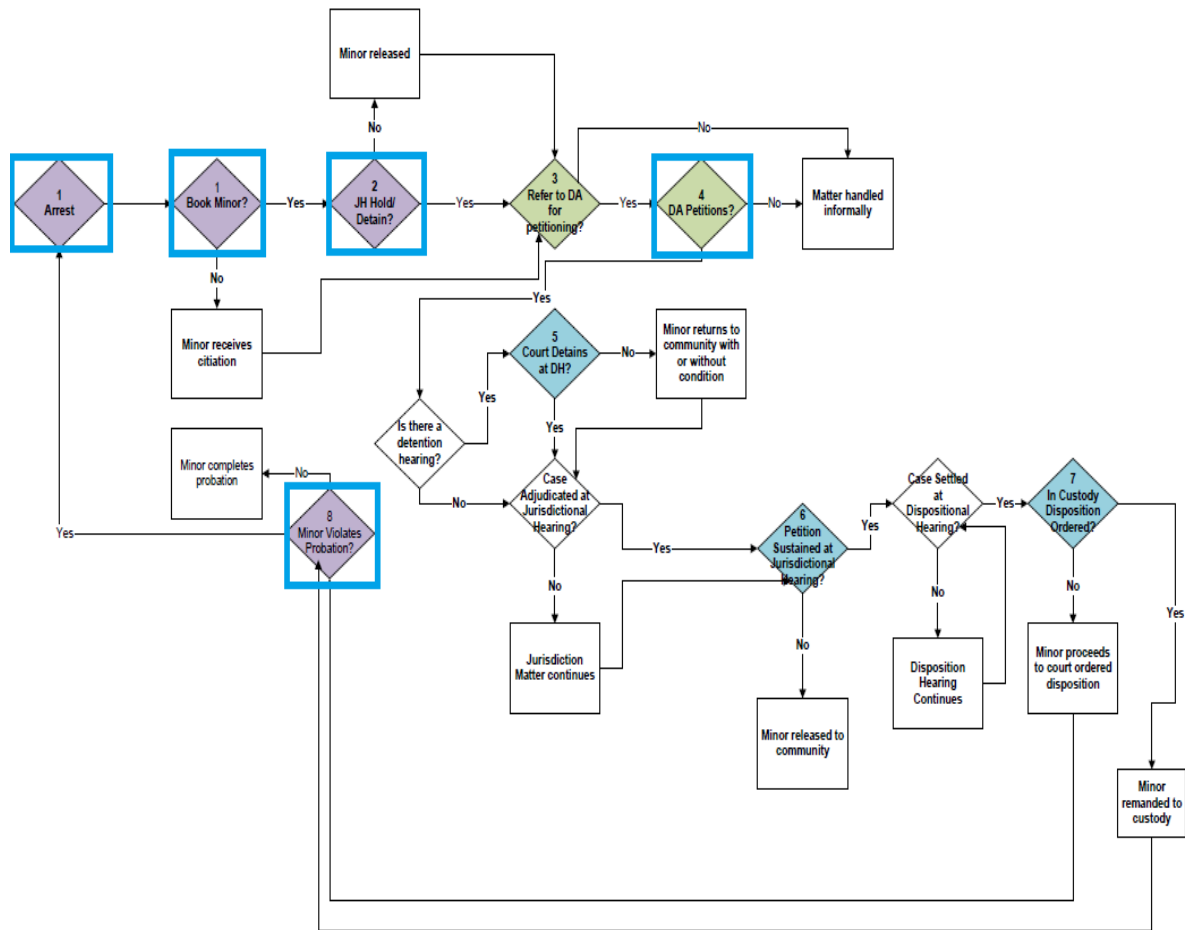 Minor released
No
1
Arrest
1
Book Minor?
Yes
2
JH Hold/
Detain?
Yes
3
Refer to DA
for
petitioning?
Yes
No
4
DA Petitions?
No
Matter handled
informally
No
Minor receives
citation
Yes
5
Court Detains
at DH?
No
Minor returns to
community with
or without
condition
Yes
Yes
Is there a
detention
hearing?
No
Case
Adjudicated at
Jurisdictional
Hearing?
Yes
Minor completes
probation
No
8
Minor Violates
Probation?
Yes
6
Petition
Sustained at
Jurisdictional
Hearing?
Yes
Case Settled
at
Dispositional
Hearing?
Yes
7
In Custody
Disposition
Ordered?
Yes
No
Jurisdiction
Matter continues
No
Minor released to
community
No
Disposition
Hearing
Continues
No
Minor proceeds
to court ordered
disposition
Minor
remanded to
custody